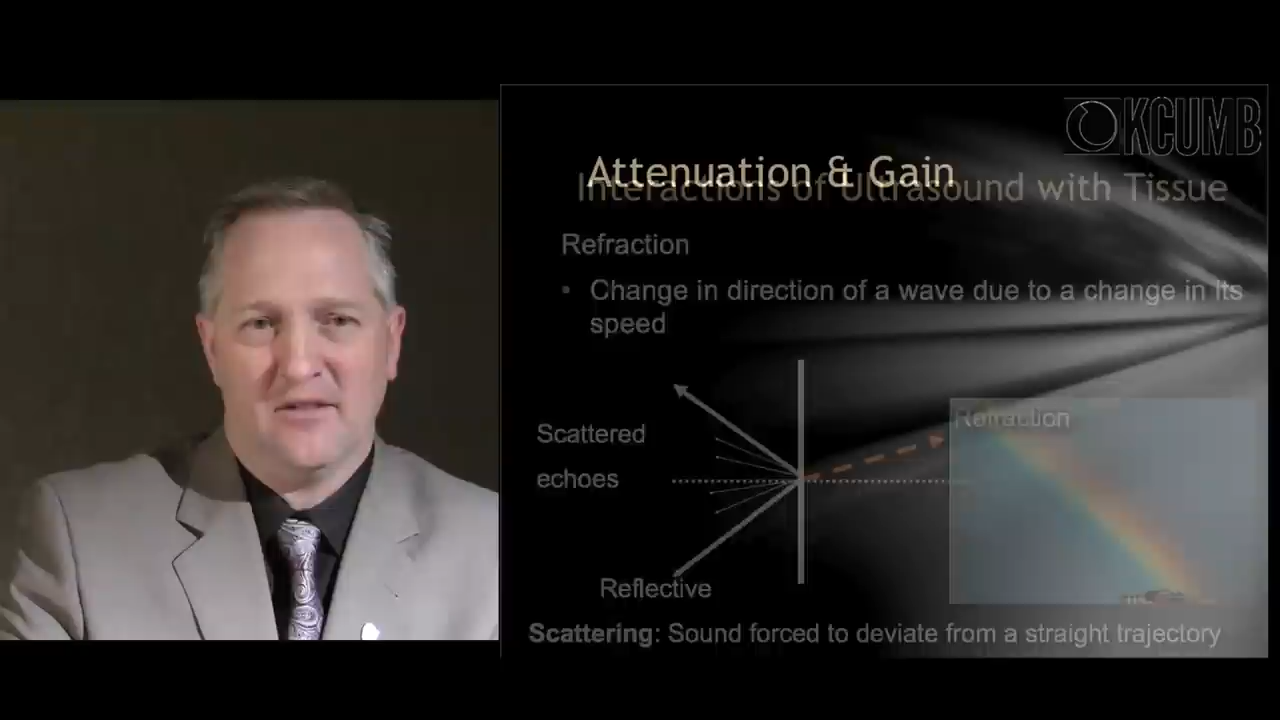 KCUMB
Attenuation & Gain
Interactions of Ultrasound with Tissue
Refraction
• Change in direction of a wave due to a change in its
speed
Refraction
Scattered
echoes
Reflective
Scattering: Sound forced to deviate from a straight trajectory